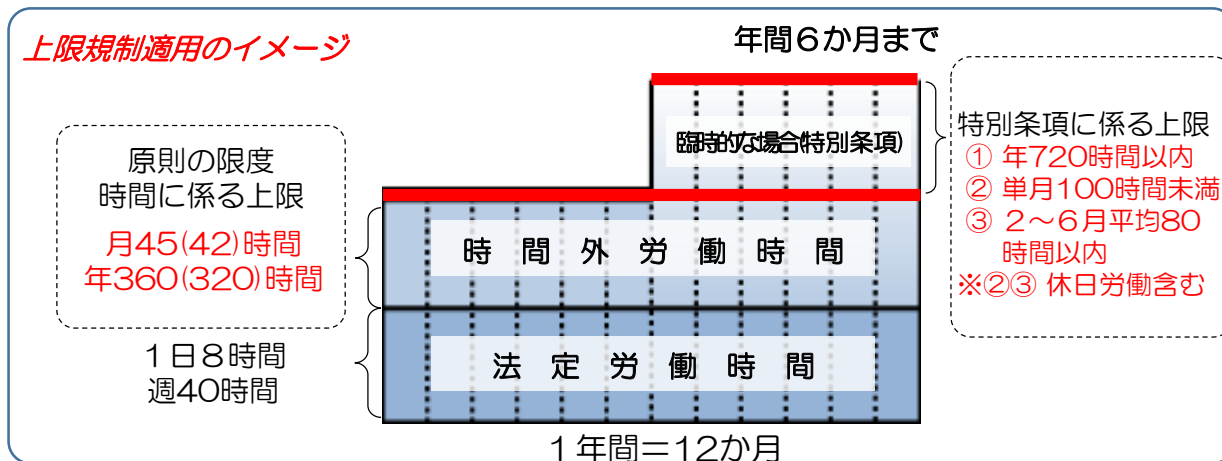 上限規制適用のイメージ
年間6か月まで
原則の限度
時間に係る上限
月45(42)時間
年360(320)時間
1日8時間
週40時間
臨時的な場合(特別条項)
時間外労働時間
法定労働時間
1年間=12か月
特別条項に係る上限
① 年720時間以内
② 単月100時間未満
③ 2~6月平均80
時間以内
※②③ 休日労働含む